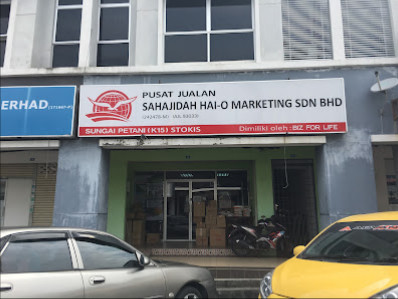 PUSAT JUALAN
SAHAJIDAH HAI-O MARKETING SDN BHD
SUNGAI PETANI (K15) STOKIS
Dimiliki oleh : BIZ FOR LIFE
ERHAD